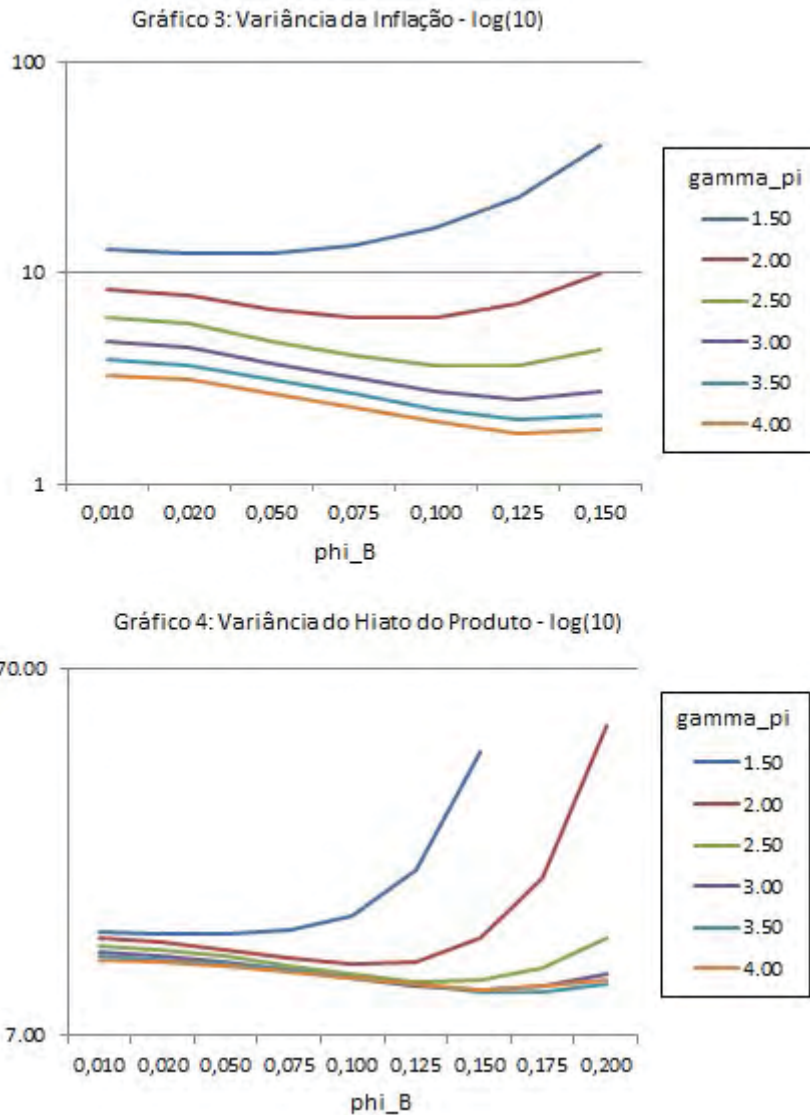 Gráfico 3: Variância da Inflação - log(10)
100
10
1
0,010 0,020 0,050 0,075 0,100 0,125 0,150
phi_B
gamma_pi
1.50
2.00
2.50
3.00
3.50
4.00
Gráfico 4: Variância do Hiato do Produto - log(10)
70.00
7.00
0,010 0,020 0,050 0,075 0,100 0,125 0,150 0,175 0,200
phi_B
gamma_pi
1.50
2.00
2.50
3.00
3.50
4.00